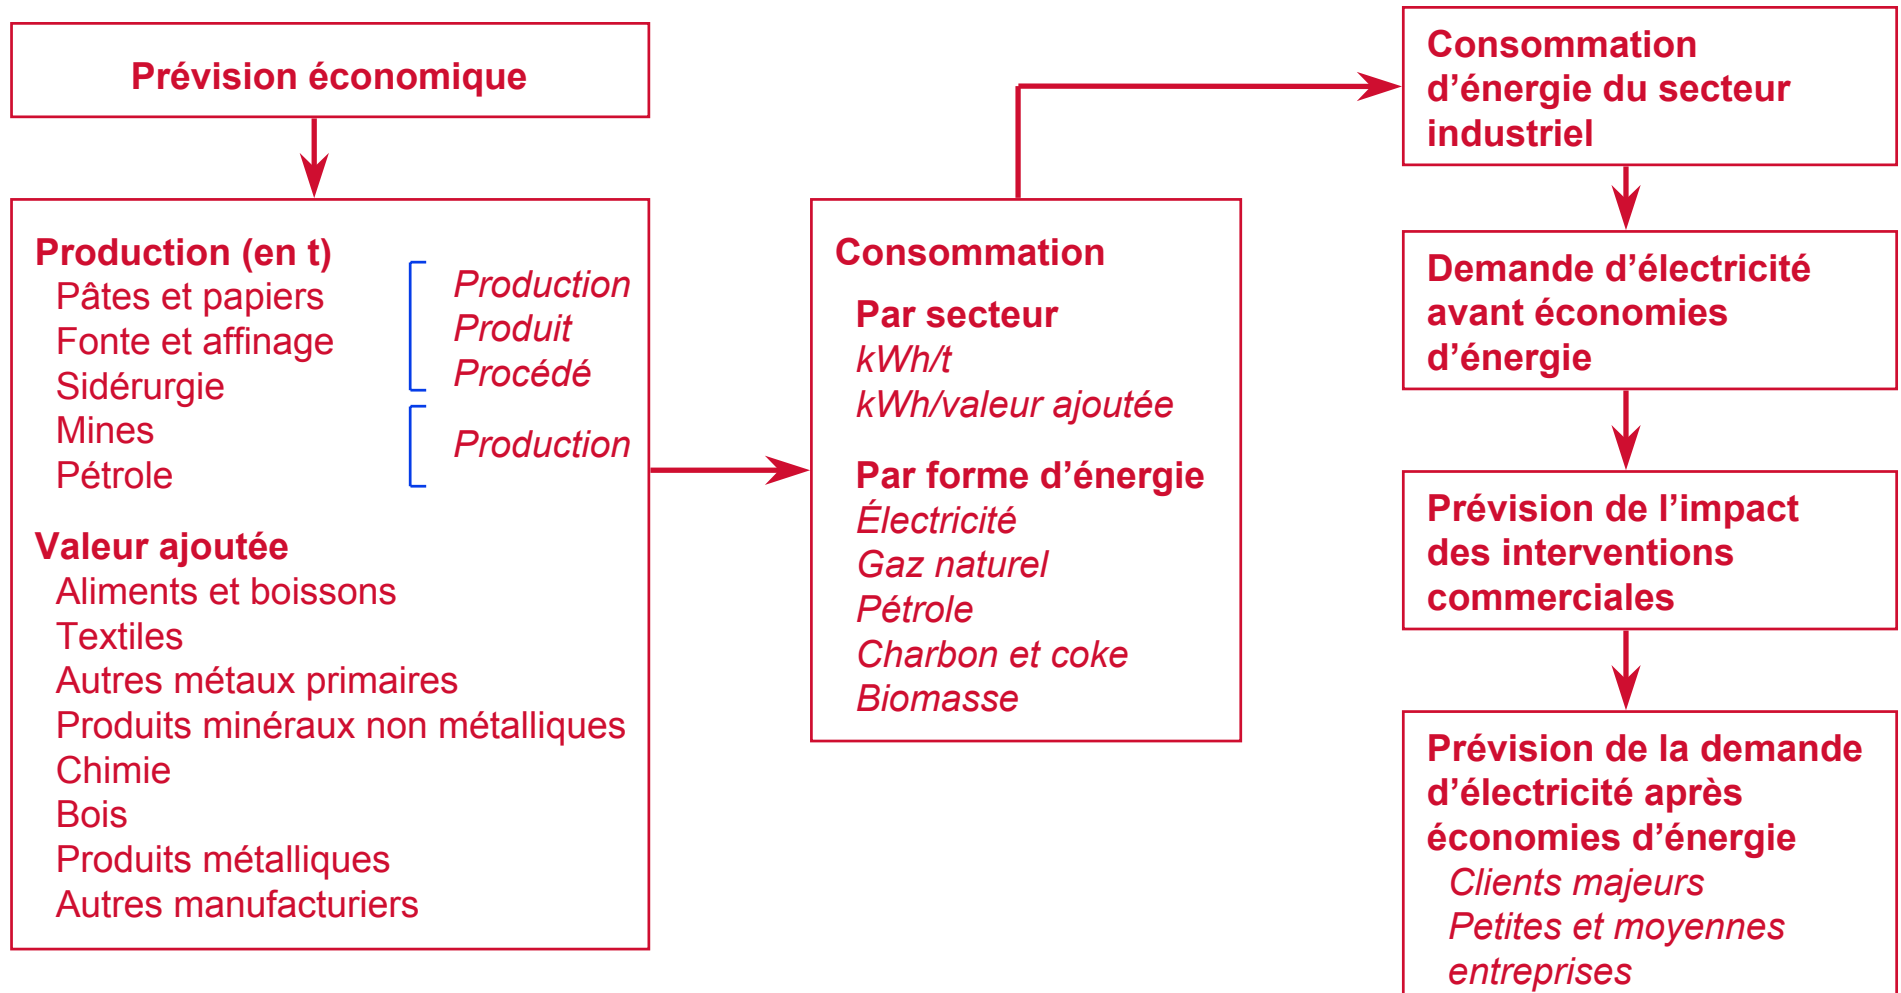 Prévision économique
Production (en t)
Pâtes et papiers
Fonte et affinage
Sidérurgie
Mines
Pétrole
Production
Produit
Procédé
Production
Valeur ajoutée
Aliments et boissons
Textiles
Autres métaux primaires
Produits minéraux non métalliques
Chimie
Bois
Produits métalliques
Autres manufacturiers
Consommation
Par secteur
kWh/t
kWh/valeur ajoutée
Par forme d’énergie
Électricité
Gaz naturel
Pétrole
Charbon et coke
Biomasse
Consommation
d’énergie du secteur
industriel
Demande d’électricité
avant économies
d’énergie
Prévision de l’impact
des interventions
commerciales
Prévision de la demande
d’électricité après
économies d’énergie
Clients majeurs
Petites et moyennes
entreprises